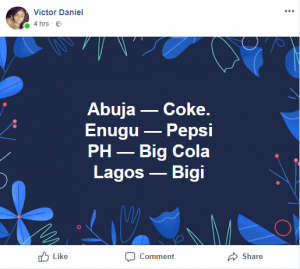 Victor Daniel
4 hrs ·
Abuja — Coke.
Enugu — Pepsi
PH — Big Cola
Lagos — Bigi
Like Comment Share